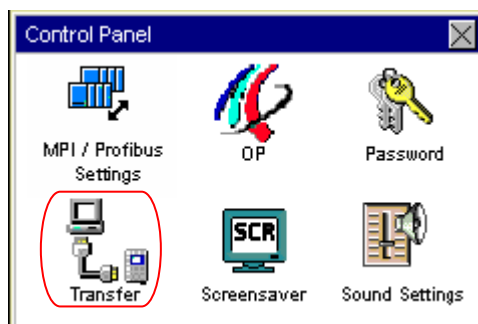 Control Panel
MPI / Profibus
Settings
OP
Password
Transfer
SCR
Screensaver
Sound Settings